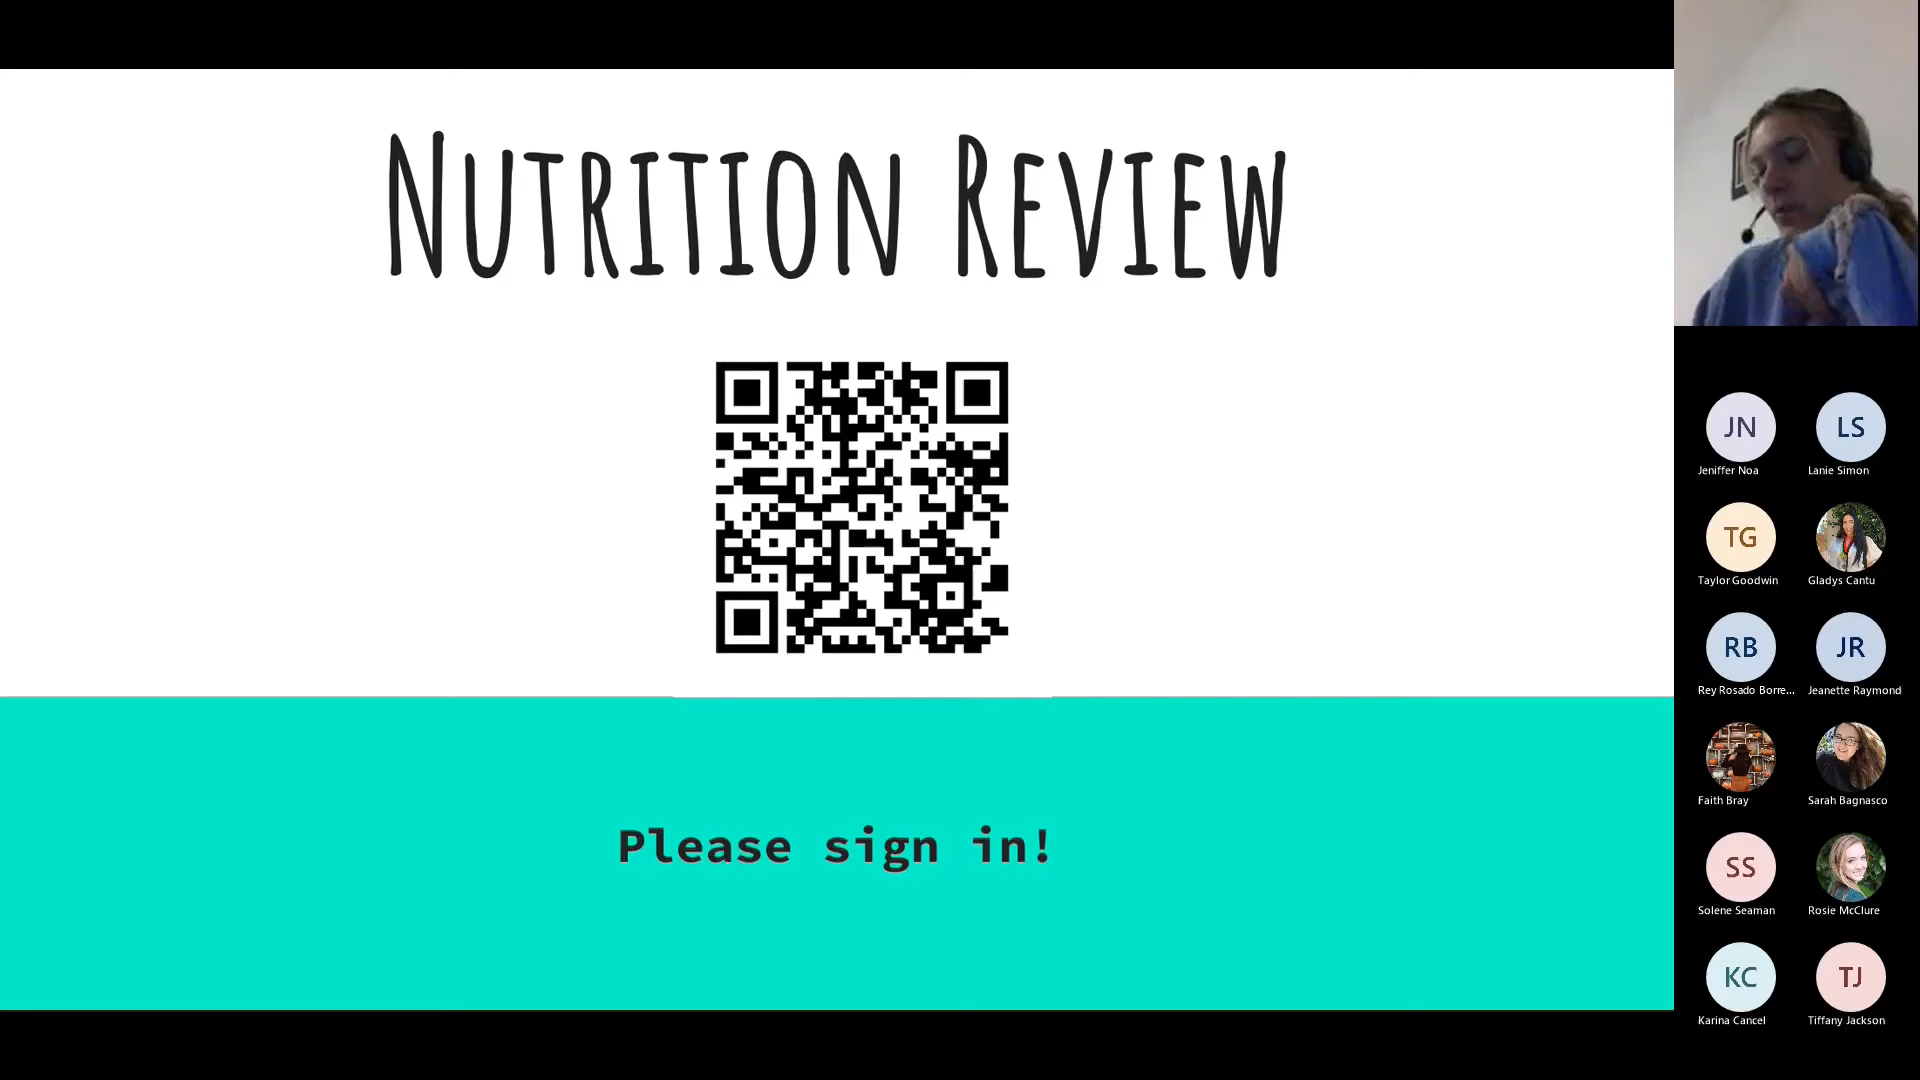 Nutrition Review
Please sign in!
JN
LS
Jeniffer Noa
Lanie Simon
TG
Taylor Goodwin
Gladys Cantu
RB
JR
Rey Rosado Borre...
Jeanette Raymond
Faith Bray
Sarah Bagnasco
SS
Solene Seaman
Rosie McClure
KC
TJ
Karina Cancel
Tiffany Jackson